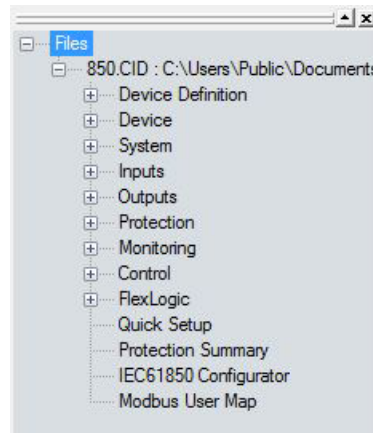 Files
850.CID : C:\Users\Public\Documents
Device Definition
Device
System
Inputs
Outputs
Protection
Monitoring
Control
FlexLogic
Quick Setup
Protection Summary
IEC61850 Configurator
Modbus User Map